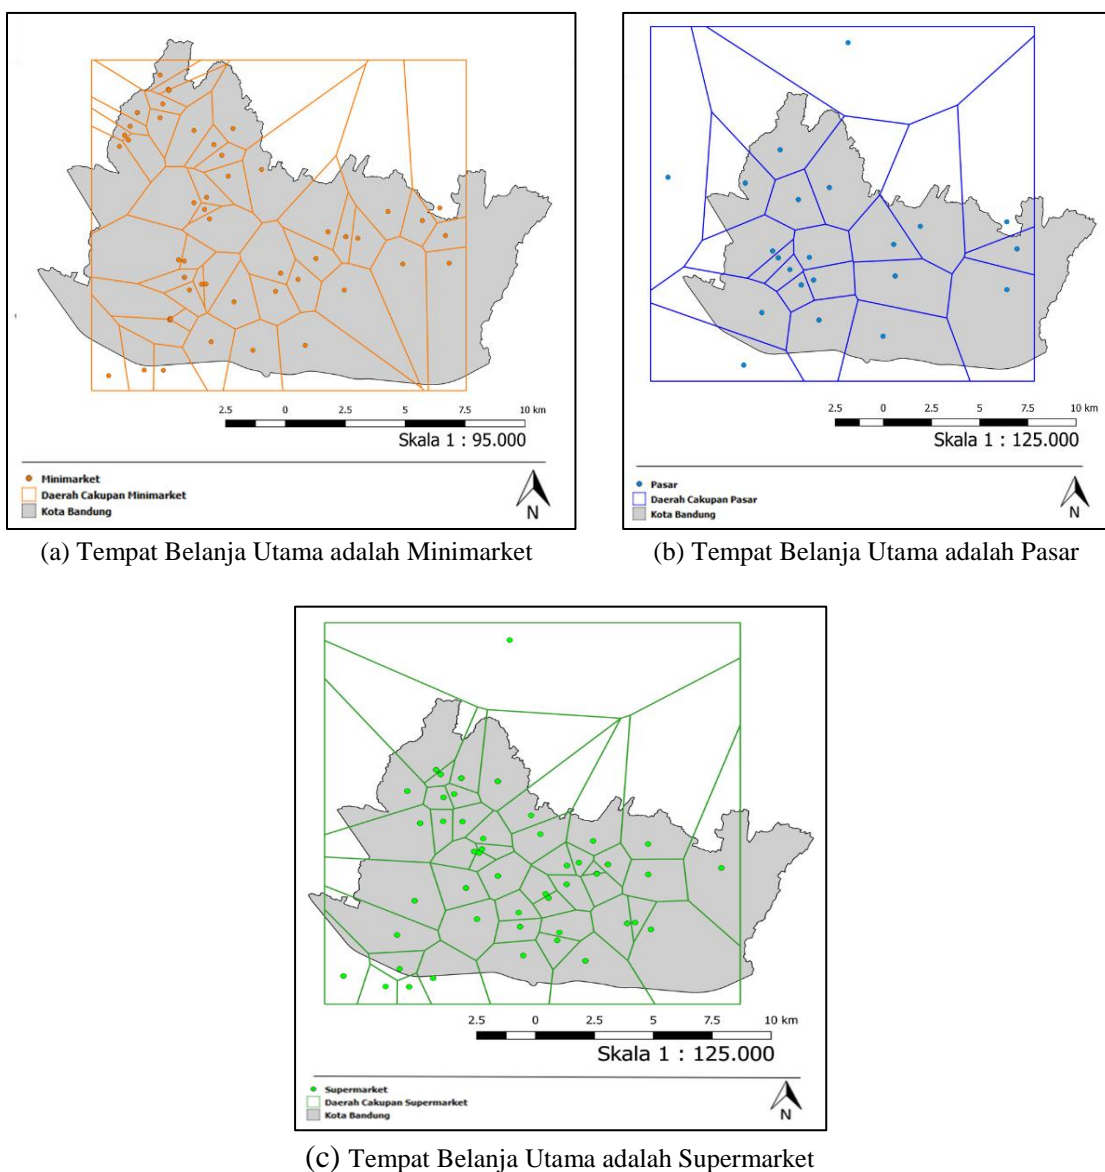 2.5 0 2.5 5 7.5 10 km
Skala 1 : 95.000
Minimarket
Daerah Cakupan Minimarket
Kota Bandung
N
(a) Tempat Belanja Utama adalah Minimarket
2.5 0 2.5 5 7.5 10 km
Skala 1 : 125.000
Pasar
Daerah Cakupan Pasar
Kota Bandung
N
(b) Tempat Belanja Utama adalah Pasar
2.5 0 2.5 5 7.5 10 km
Skala 1 : 125.000
Supermarket
Daerah Cakupan Supermarket
Kota Bandung
N
(c) Tempat Belanja Utama adalah Supermarket